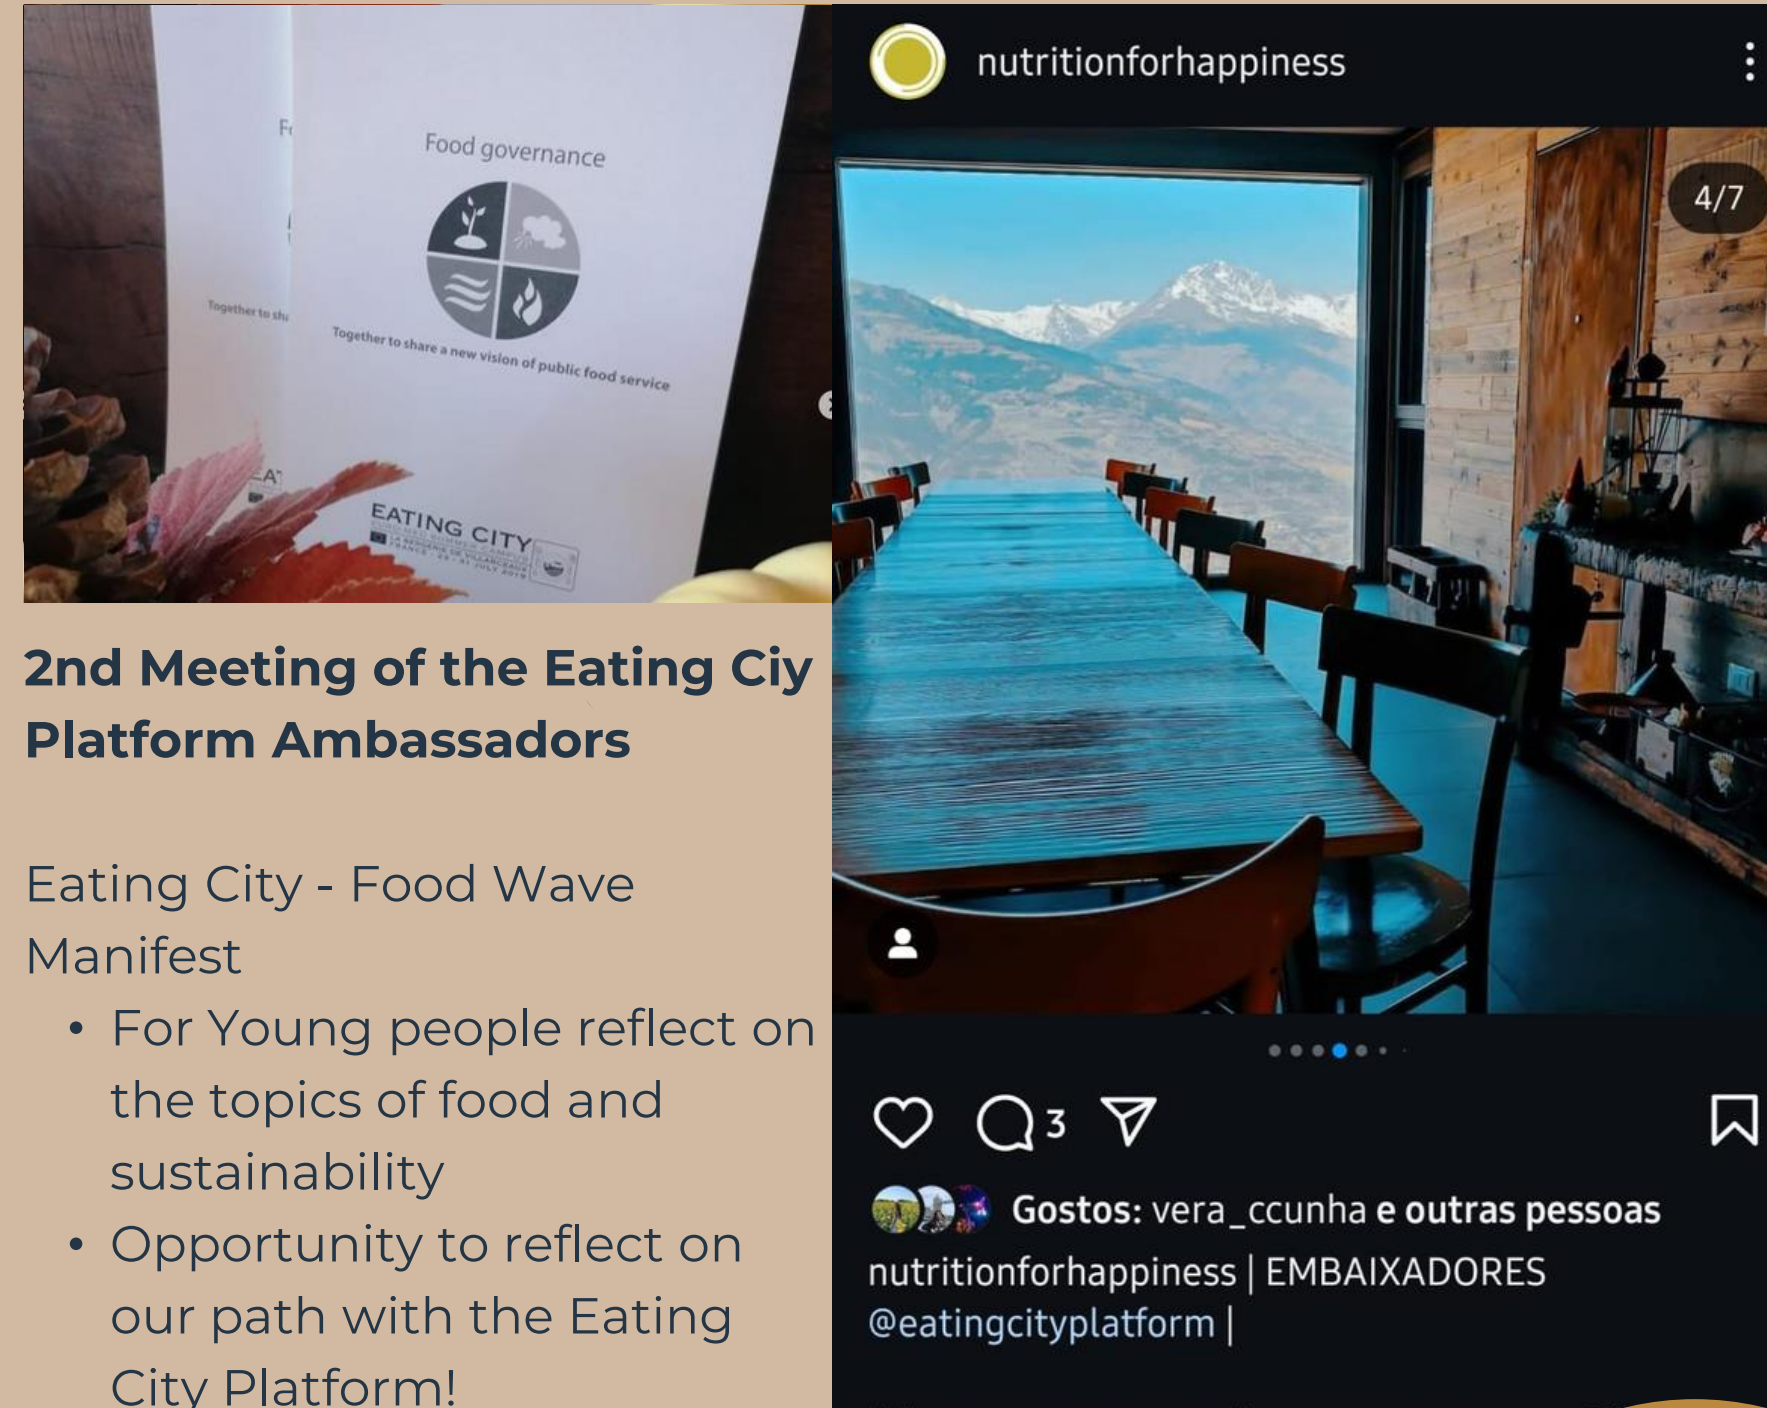 Food governance
Together to share a new vision of public food service
Together to sh
EATING CITY
2nd Meeting of the Eating Ciy
Platform Ambassadors
Eating City - Food Wave
Manifest
• For Young people reflect on
the topics of food and
sustainability
• Opportunity to reflect on
our path with the Eating
City Platform!
nutritionforhappiness
4/7
3
Gostos: vera_ccunha e outras pessoas
nutritionforhappiness | EMBAIXADORES
@eatingcityplatform |